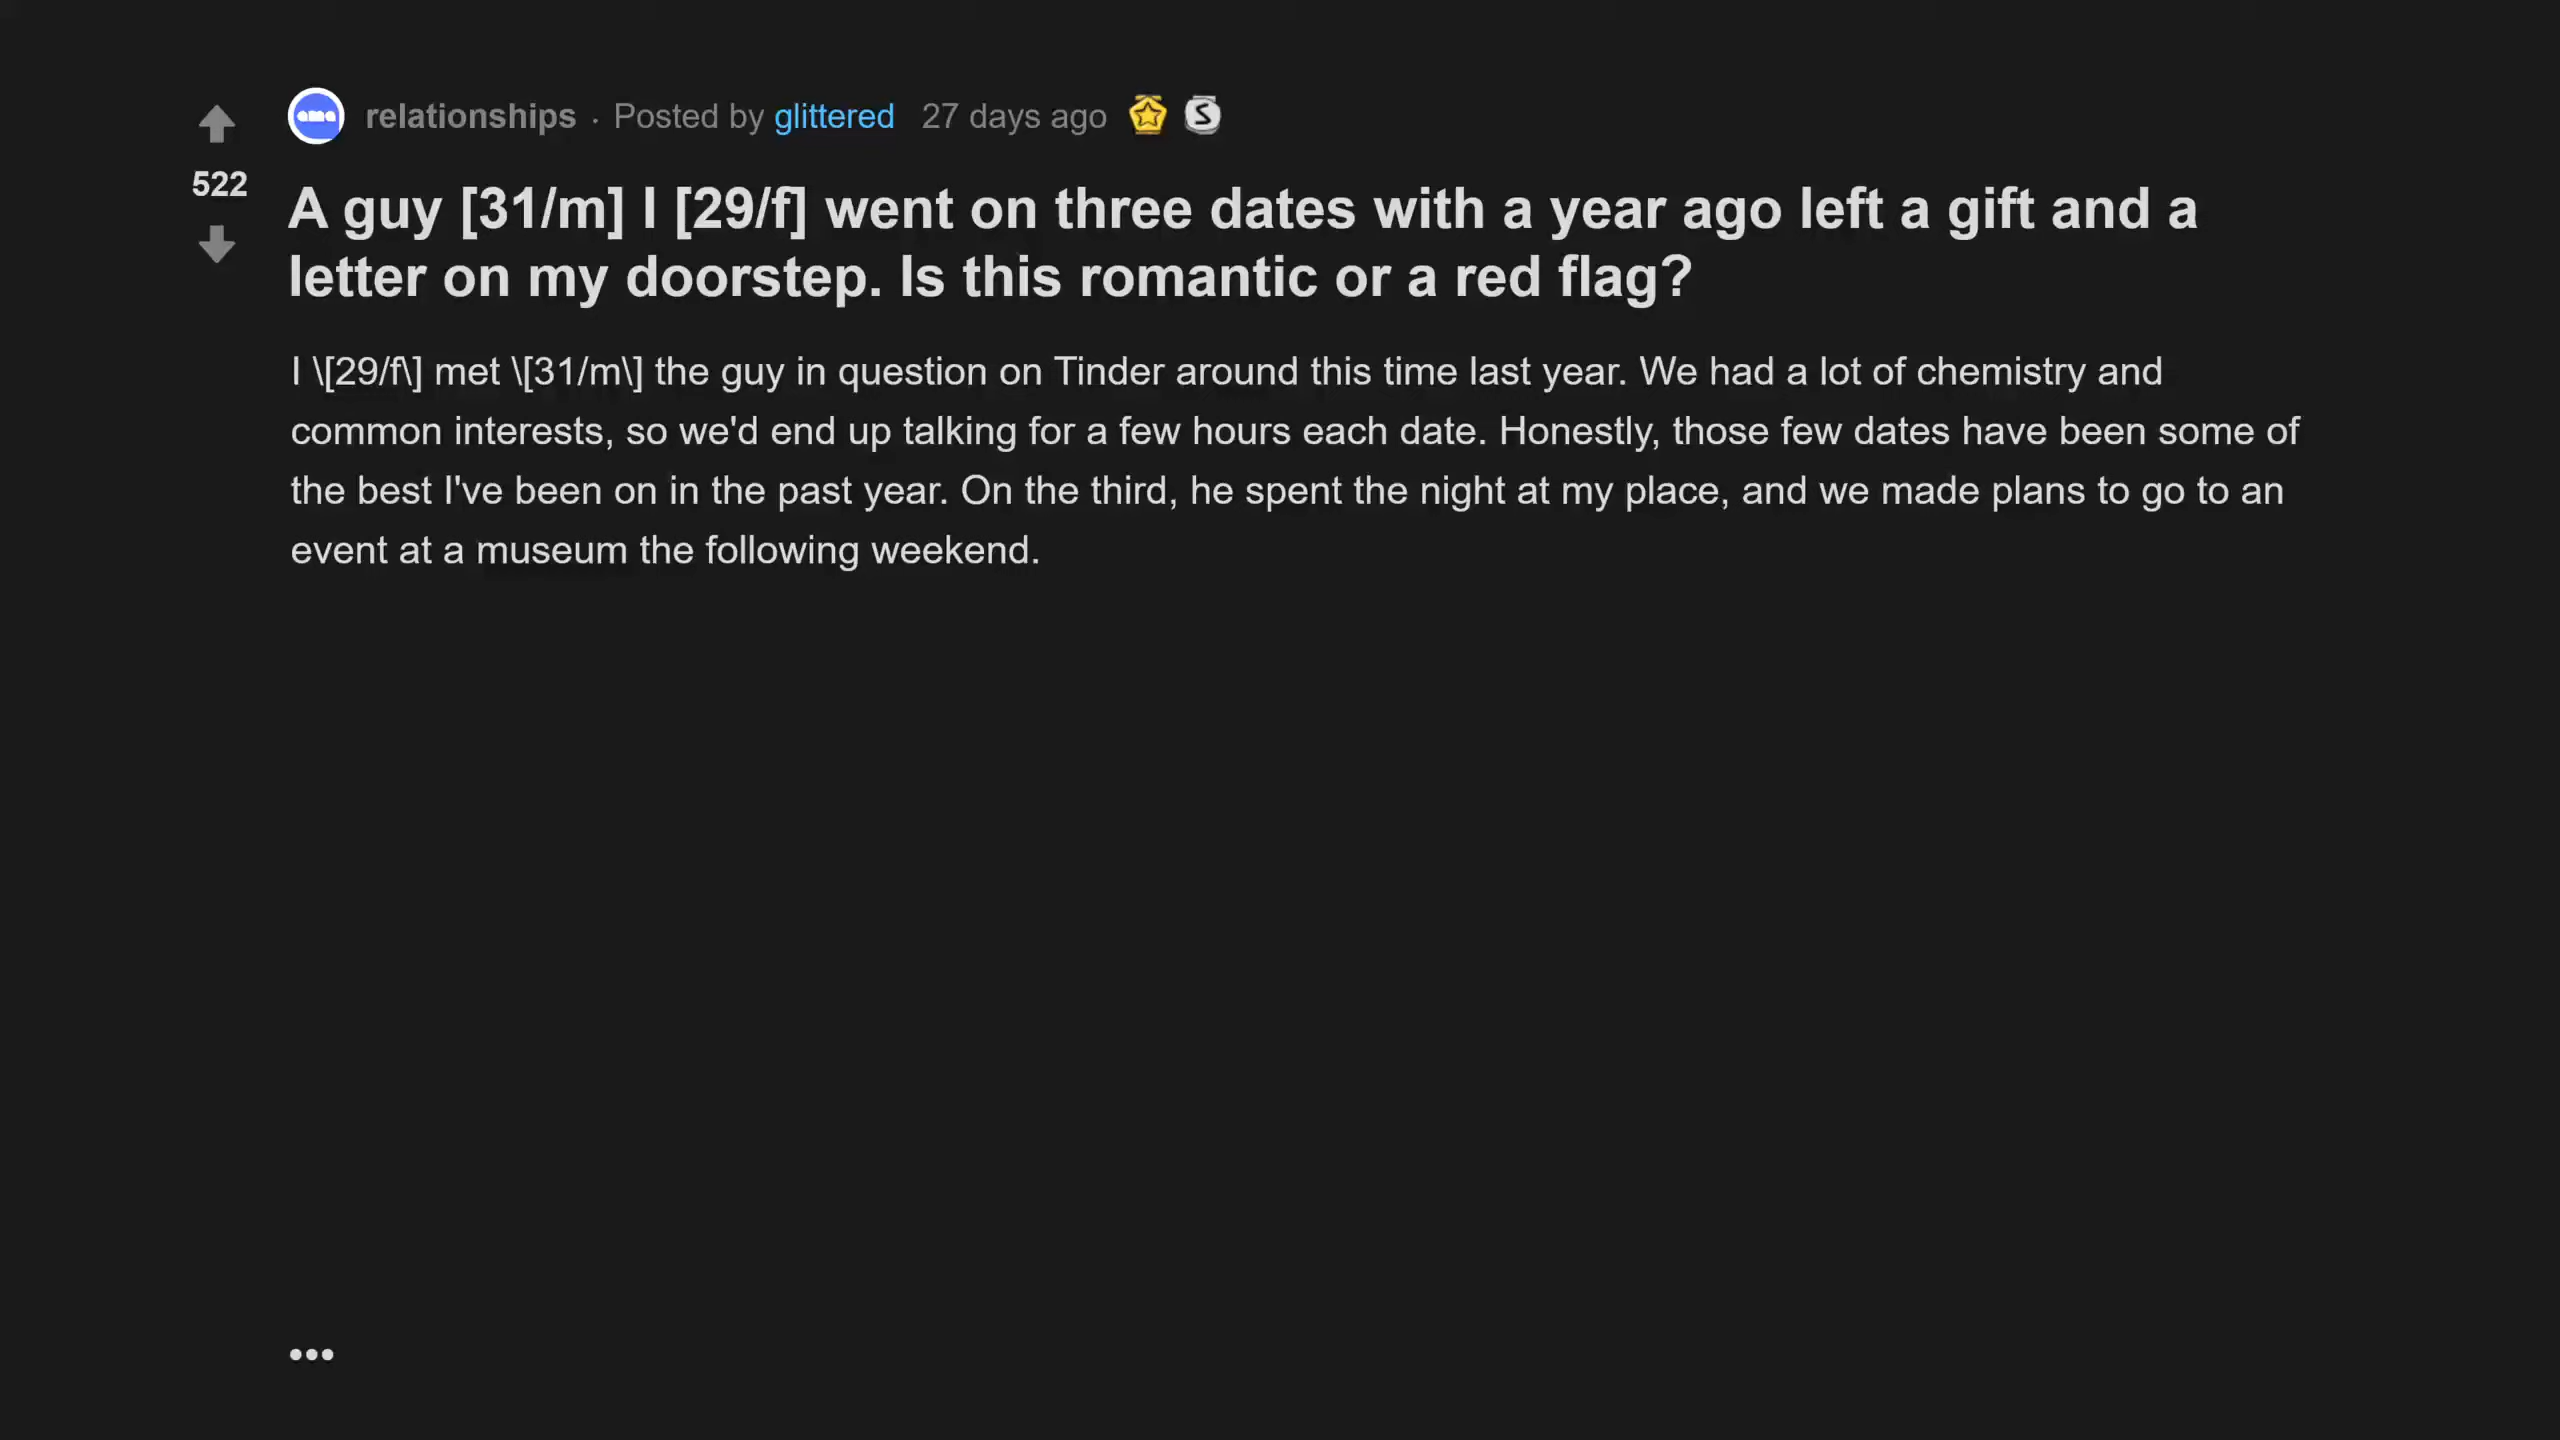 ama relationships · Posted by glittered 27 days ago S
522
A guy [31/m] I [29/f] went on three dates with a year ago left a gift and a
letter on my doorstep. Is this romantic or a red flag?
I \[29/f\] met \[31/m\] the guy in question on Tinder around this time last year. We had a lot of chemistry and
common interests, so we'd end up talking for a few hours each date. Honestly, those few dates have been some of
the best I've been on in the past year. On the third, he spent the night at my place, and we made plans to go to an
event at a museum the following weekend.
•••